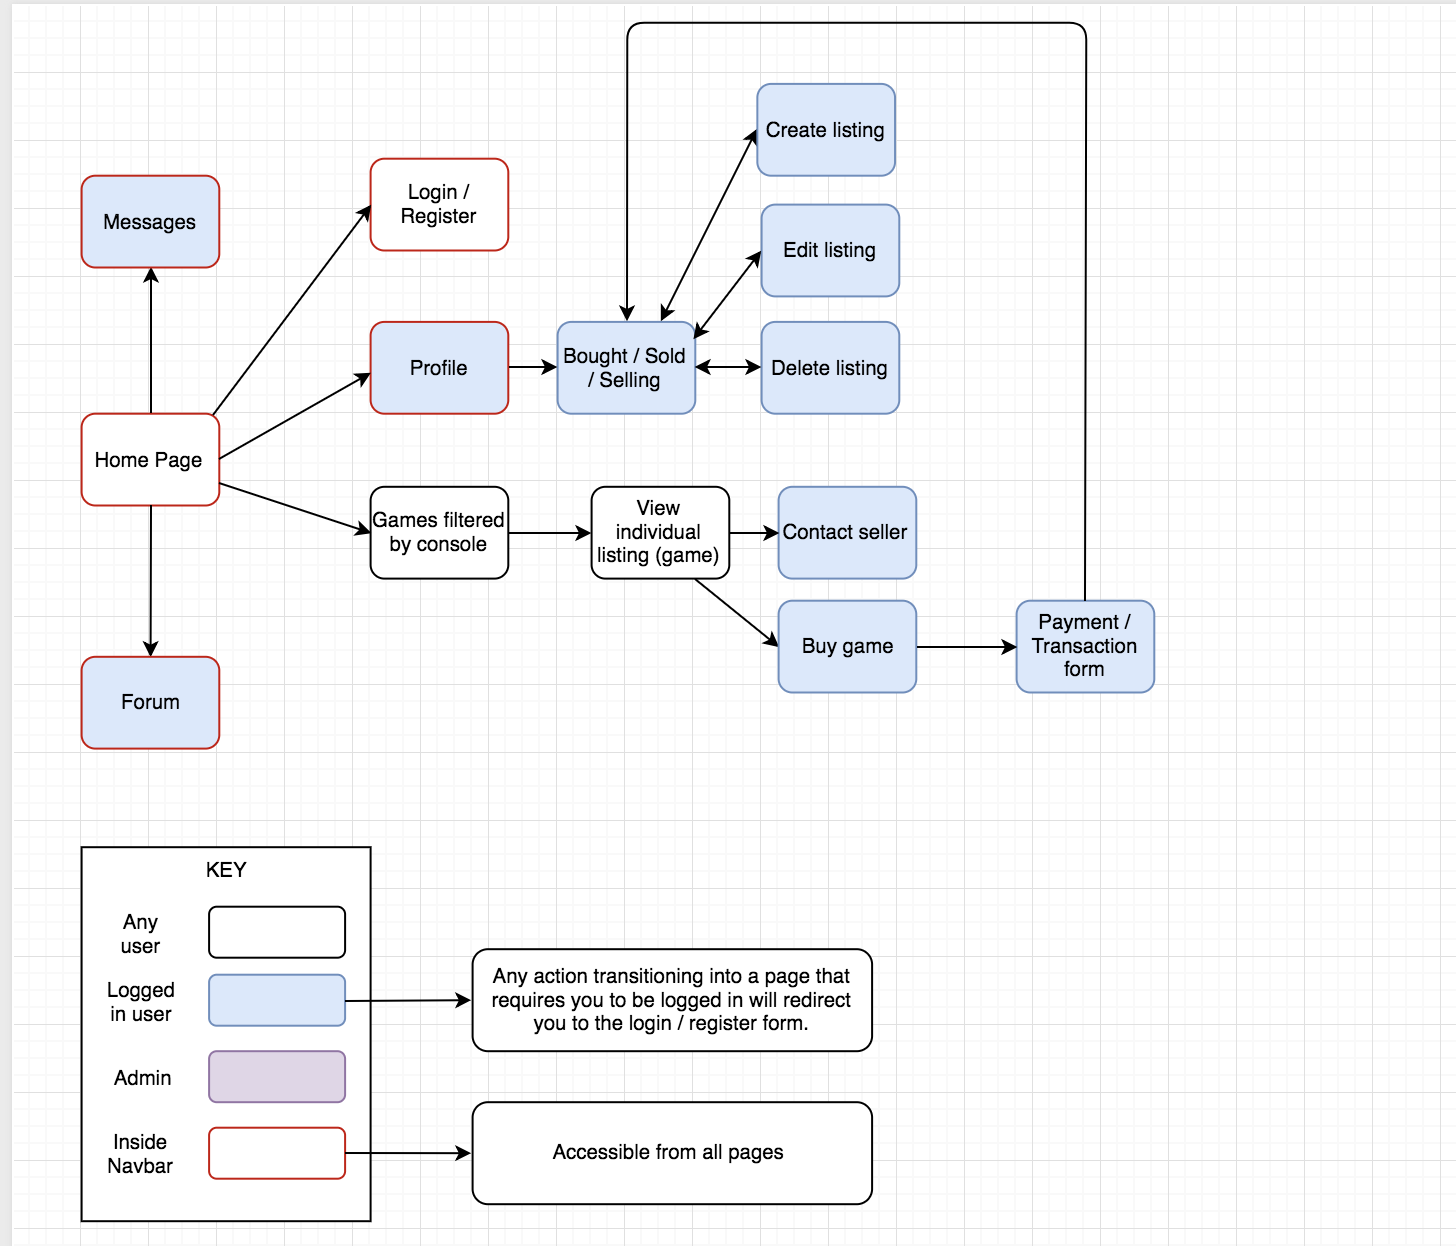 Create listing
Messages
Login /
Register
Edit listing
Profile
Bought / Sold
/ Selling
Delete listing
Home Page
Games filtered
by console
View
individual
listing (game)
Contact seller
Buy game
Payment /
Transaction
form
Forum
KEY
Any
user
Logged
in user
Any action transitioning into a page that
requires you to be logged in will redirect
you to the login / register form.
Admin
Inside
Navbar
Accessible from all pages